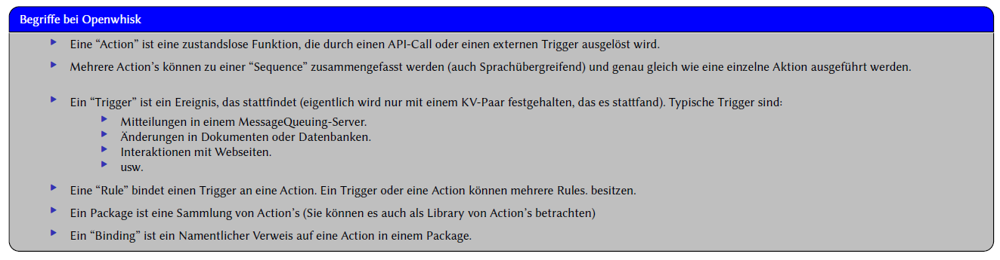 Begriffe bei Openwhisk
Eine “Action” ist eine zustandslose Funktion, die durch einen API-Call oder einen externen Trigger ausgelöst wird.
Mehrere Action’s können zu einer “Sequence” zusammengefasst werden (auch Sprachübergreifend) und genau gleich wie eine einzelne Aktion ausgeführt werden.
Ein “Trigger” ist ein Ereignis, das stattfindet (eigentlich wird nur mit einem KV-Paar festgehalten, das es stattfand). Typische Trigger sind:
Mitteilungen in einem MessageQueuing-Server.
Änderungen in Dokumenten oder Datenbanken.
Interaktionen mit Webseiten.
usw.
Eine “Rule” bindet einen Trigger an eine Action. Ein Trigger oder eine Action können mehrere Rules. besitzen.
Ein Package ist eine Sammlung von Action’s (Sie können es auch als Library von Action’s betrachten)
Ein “Binding” ist ein Namentlicher Verweis auf eine Action in einem Package.